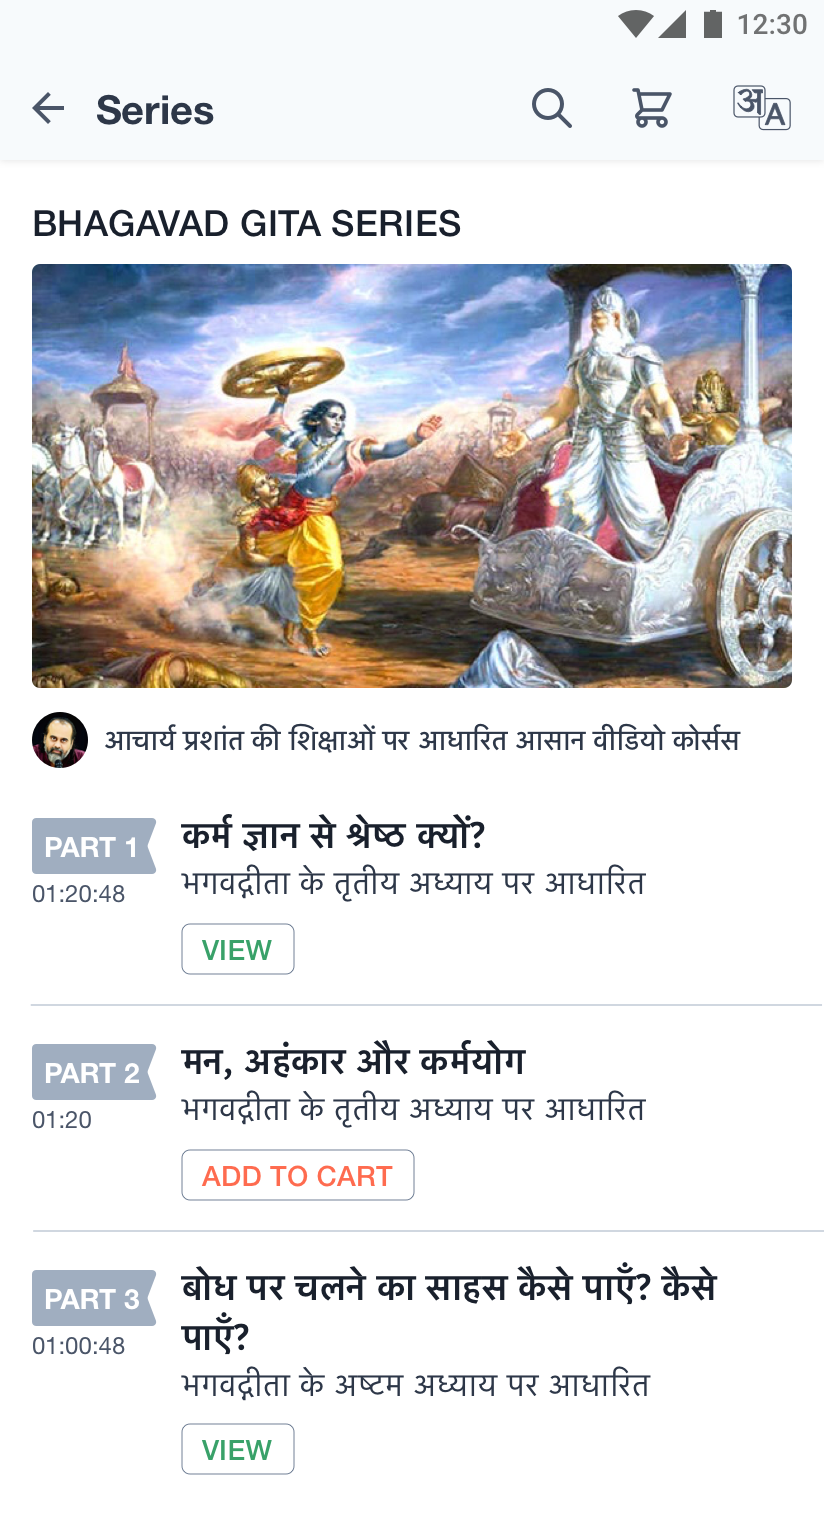 12:30
Series
अ A
BHAGAVAD GITA SERIES
आचार्य प्रशांत की शिक्षाओं पर आधारित आसान वीडियो कोर्सस
PART 1
कर्म ज्ञान से श्रेष्ठ क्यों?
01:20:48
भगवद्गीता के तृतीय अध्याय पर आधारित
VIEW
PART 2
मन, अहंकार और कर्मयोग
01:20
भगवद्गीता के तृतीय अध्याय पर आधारित
ADD TO CART
PART 3
बोध पर चलने का साहस कैसे पाएँ? कैसे
पाएँ?
01:00:48
भगवद्गीता के अष्टम अध्याय पर आधारित
VIEW